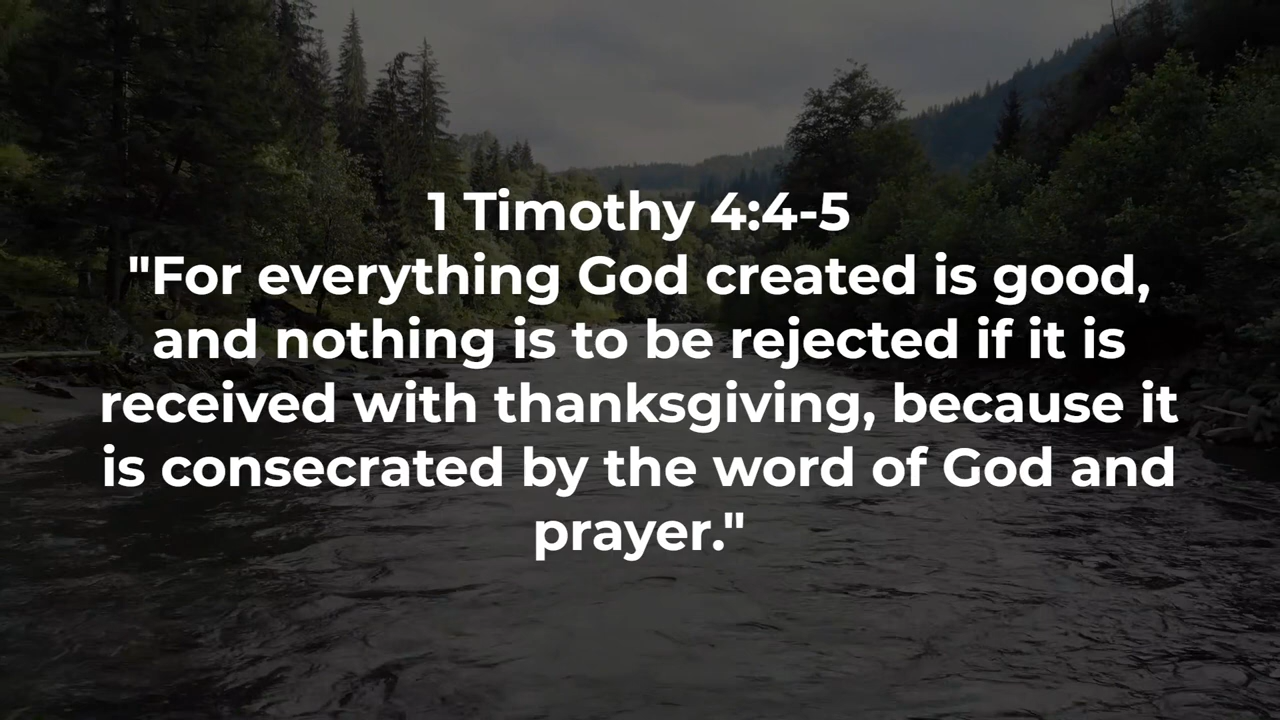 1 Timothy 4:4-5
"For everything God created is good,
and nothing is to be rejected if it is
received with thanksgiving, because it
is consecrated by the word of God and
prayer."